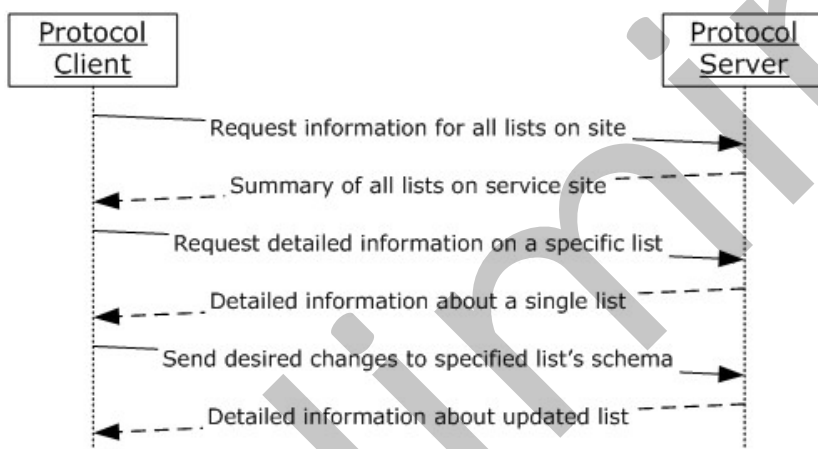 Protocol
Client
Protocol
Server
Request information for all lists on site
Summary of all lists on service site
Request detailed information on a specific list
Detailed information about a single list
Send desired changes to specified list's schema
Detailed information about updated list